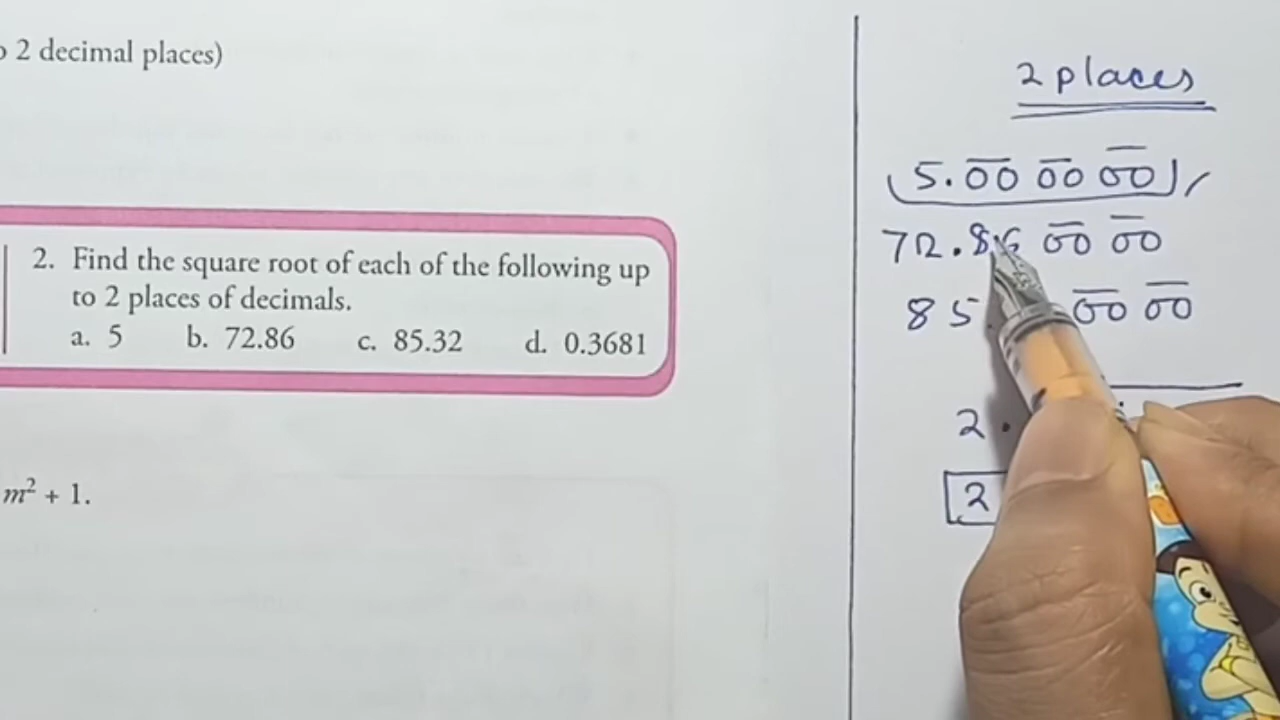 2 decimal places)
2. Find the square root of each of the following up
to 2 places of decimals.
a. 5 b. 72.86 c. 85.32 d. 0.3681
m² + 1.
2 places
5.00 00 00
72.86 00 00
85. 00 00
2.
2